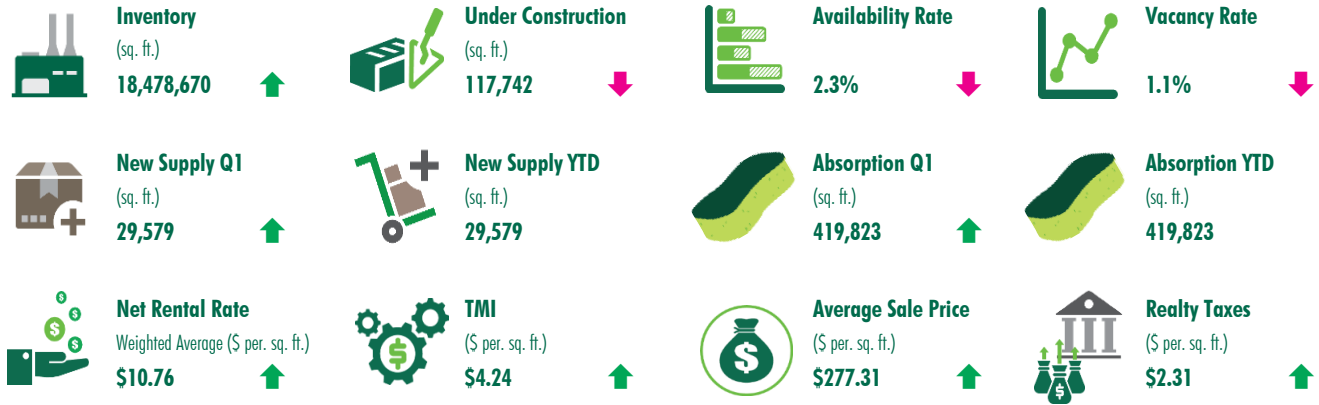 Inventory
(sq. ft.)
18,478,670
Under Construction
(sq. ft.)
117,742
Availability Rate
2.3%
Vacancy Rate
1.1%
New Supply Q1
(sq. ft.)
29,579
New Supply YTD
(sq. ft.)
29,579
Absorption Q1
(sq. ft.)
419,823
Absorption YTD
(sq. ft.)
419,823
Net Rental Rate
Weighted Average ($ per. sq. ft.)
$10.76
TMI
($ per. sq. ft.)
$4.24
Average Sale Price
($ per. sq. ft.)
$277.31
Realty Taxes
($ per. sq. ft.)
$2.31